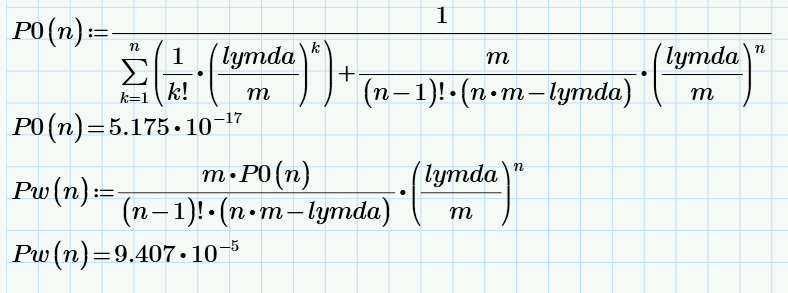 P0(n):=1/(∑_{k=1}^{n}(1/k!·(lymda/m)^k)+m/((n−1)!·(n·m−lymda))·(lymda/m)^n)
P0(n)=5.175·10^{−17}
Pw(n):=m·P0(n)/((n−1)!·(n·m−lymda))·(lymda/m)^n
Pw(n)=9.407·10^{−5}